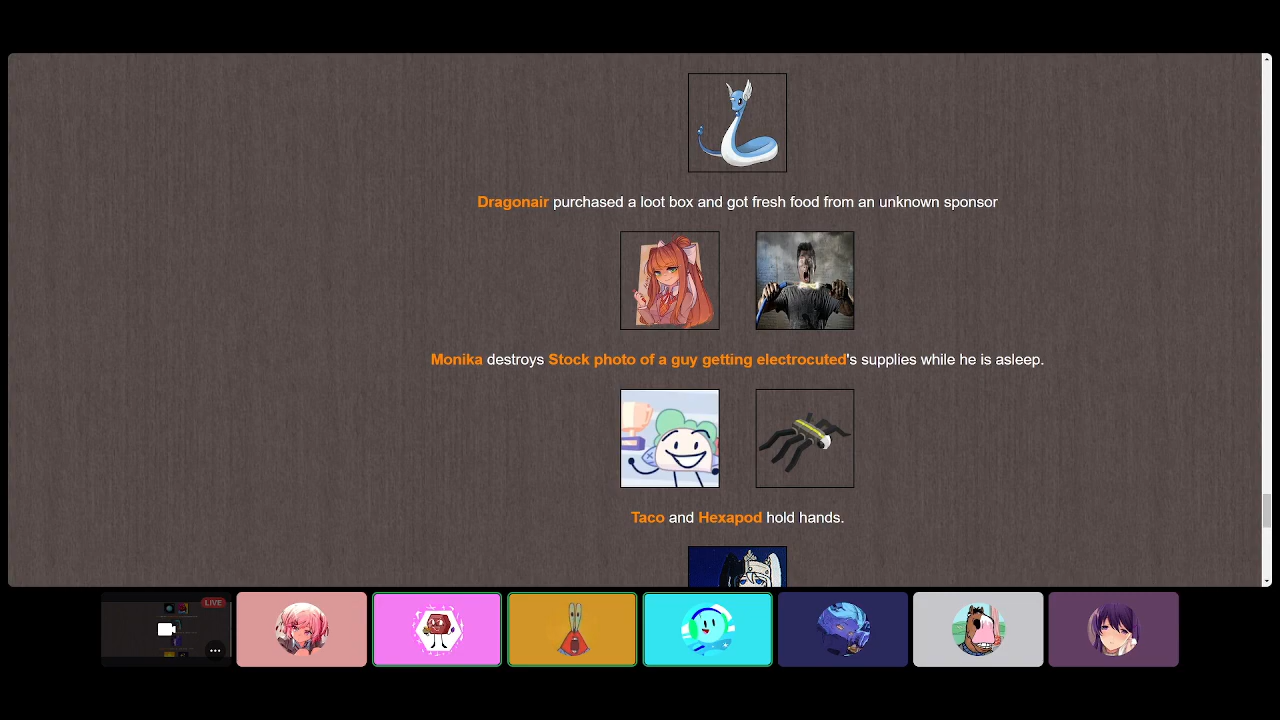 Dragonair purchased a loot box and got fresh food from an unknown sponsor
Monika destroys Stock photo of a guy getting electrocuted's supplies while he is asleep.
Taco and Hexapod hold hands.
LIVE